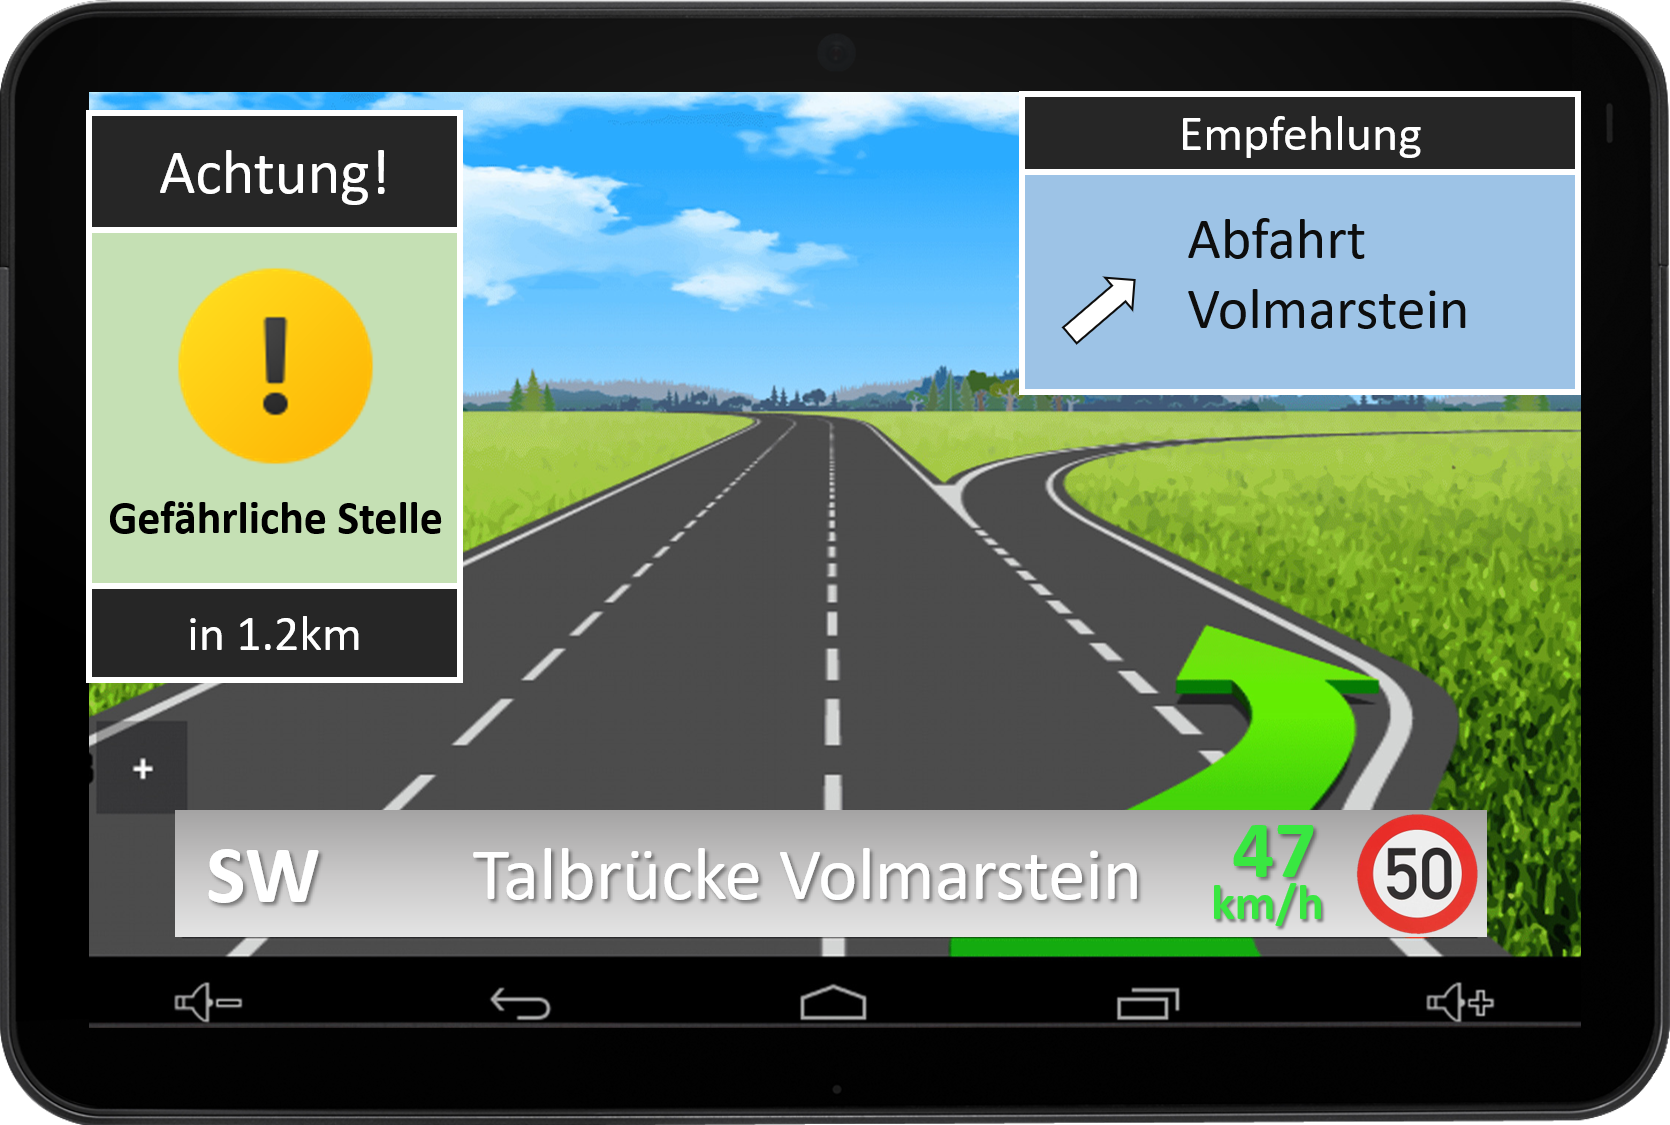 Achtung!
!
Gefährliche Stelle
in 1.2km
Empfehlung
Abfahrt
Volmarstein
+
SW
Talbrücke Volmarstein
47
km/h
50